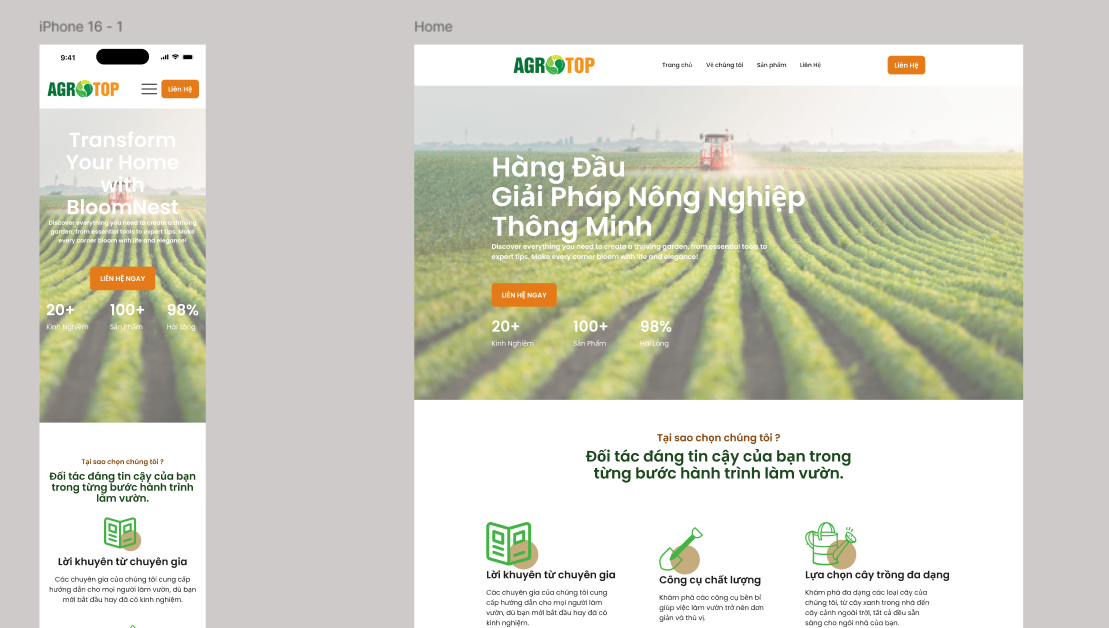 iPhone 16 - 1
9:41
AGROTOP
Liên Hệ
Transform
Your Home
with
BloomNest
Discover everything you need to create a thriving
garden, from essential tools to expert tips. Make
every corner bloom with life and elegance!
LIÊN HỆ NGAY
20+
100+
98%
Kinh Nghiệm
Sản Phẩm
Hài Lòng
Tại sao chọn chúng tôi ?
Đối tác đáng tin cậy của bạn
trong từng bước hành trình
làm vườn.
Lời khuyên từ chuyên gia
Các chuyên gia của chúng tôi cung cấp
hướng dẫn cho mọi người làm vườn, dù bạn
mới bắt đầu hay đã có kinh nghiệm.
Home
AGROTOP
Trang chủ
Về chúng tôi
Sản phẩm
Liên Hệ
Liên Hệ
Hàng Đầu
Giải Pháp Nông Nghiệp
Thông Minh
Discover everything you need to create a thriving garden, from essential tools to
expert tips. Make every corner bloom with life and elegance!
LIÊN HỆ NGAY
20+
100+
98%
Kinh Nghiệm
Sản Phẩm
Hài Lòng
Tại sao chọn chúng tôi ?
Đối tác đáng tin cậy của bạn trong
từng bước hành trình làm vườn.
Lời khuyên từ chuyên gia
Các chuyên gia của chúng tôi cung
cấp hướng dẫn cho mọi người làm
vườn, dù bạn mới bắt đầu hay đã có
kinh nghiệm.
Công cụ chất lượng
Khám phá các công cụ bền bỉ
giúp việc làm vườn trở nên đơn
giản và thú vị.
Lựa chọn cây trồng đa dạng
Khám phá đa dạng các loại cây của
chúng tôi, từ cây xanh trong nhà đến
cây cảnh ngoài trời, tất cả đều sẵn
sàng cho ngôi nhà của bạn.